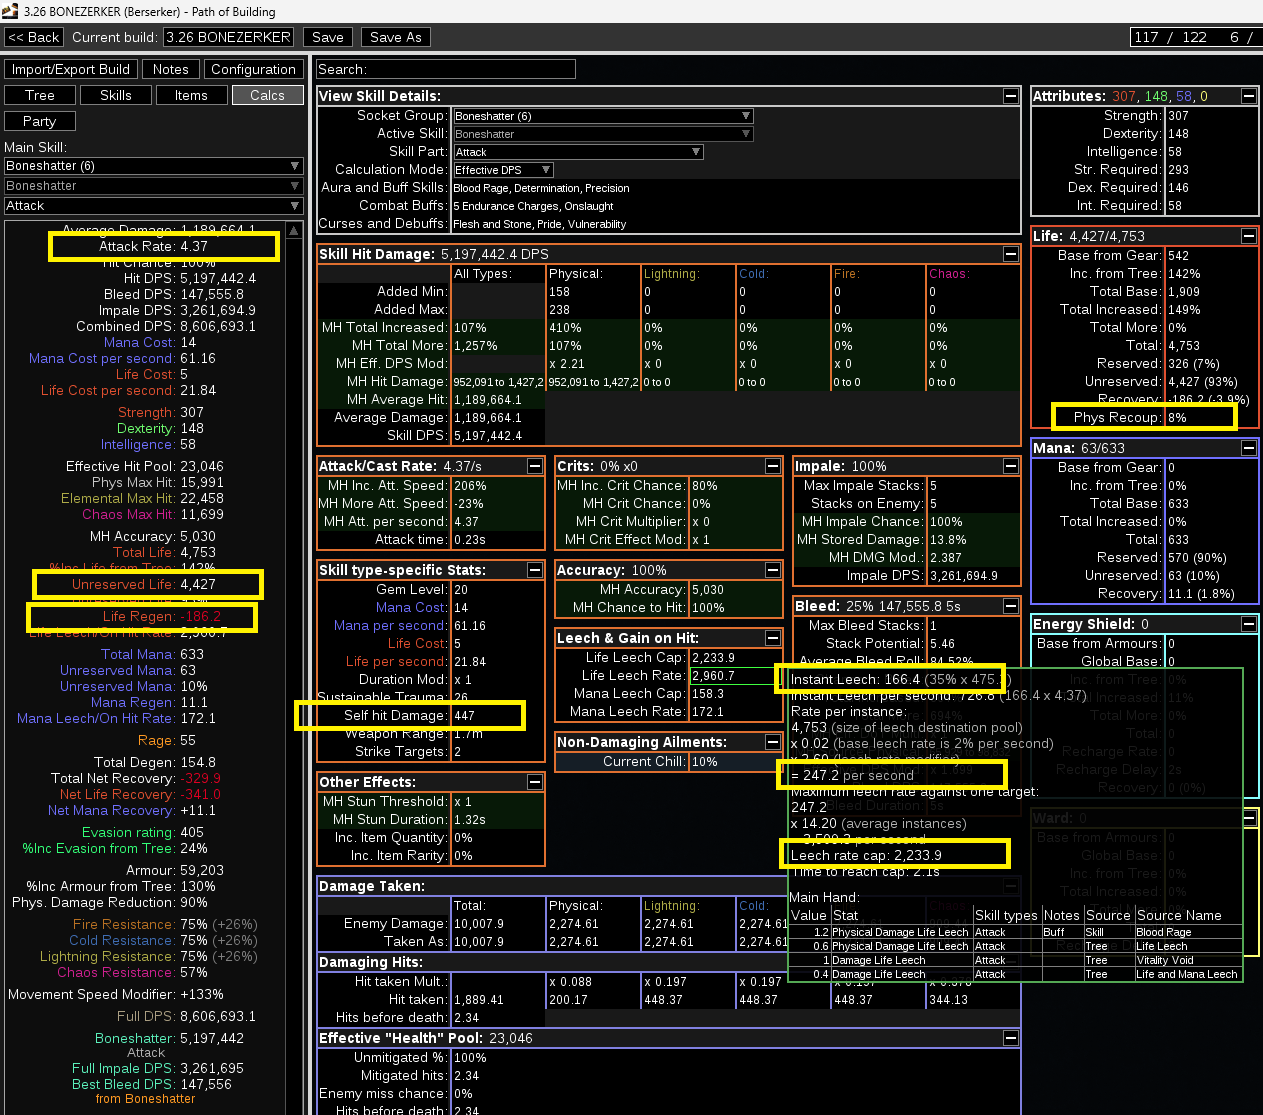 3.26 BONEZERKER (Berserker) - Path of Building
<< Back Current build: 3.26 BONEZERKER Save Save As 117 / 122 6 /
Import/Export Build Notes Configuration
Tree Skills Items Calcs
Party
Main Skill:
Boneshatter (6)
Boneshatter
Attack
Average Damage: 1,189,664.1
Attack Rate: 4.37
Hit Chance: 100%
Hit DPS: 5,197,442.4
Bleed DPS: 147,555.8
Impale DPS: 3,261,694.9
Combined DPS: 8,606,693.1
Mana Cost: 14
Mana Cost per second: 61.16
Life Cost: 5
Life Cost per second: 21.84
Strength: 307
Dexterity: 148
Intelligence: 58
Effective Hit Pool: 23,046
Phys Max Hit: 15,991
Elemental Max Hit: 22,458
Chaos Max Hit: 11,699
MH Accuracy: 5,030
Total Life: 4,753
%Inc Life from Tree: 142%
Unreserved Life: 4,427
Life Regen: -186.2
Life Leech/On Hit Rate: 2,960.7
Total Mana: 633
Unreserved Mana: 63
Unreserved Mana: 10%
Mana Regen: 11.1
Mana Leech/On Hit Rate: 172.1
Rage: 55
Total Degen: 154.8
Total Net Recovery: -329.9
Net Life Recovery: -341.0
Net Mana Recovery: +11.1
Evasion rating: 405
%Inc Evasion from Tree: 24%
Armour: 59,203
%Inc Armour from Tree: 130%
Phys. Damage Reduction: 90%
Fire Resistance: 75% (+26%)
Cold Resistance: 75% (+26%)
Lightning Resistance: 75% (+26%)
Chaos Resistance: 57%
Movement Speed Modifier: +133%
Full DPS: 8,606,693.1
Boneshatter: 5,197,442
Attack
Full Impale DPS: 3,261,695
Best Bleed DPS: 147,556
from Boneshatter
Search:
View Skill Details:
Socket Group: Boneshatter (6)
Active Skill: Boneshatter
Skill Part: Attack
Calculation Mode: Effective DPS
Aura and Buff Skills: Blood Rage, Determination, Precision
Combat Buffs: 5 Endurance Charges, Onslaught
Curses and Debuffs: Flesh and Stone, Pride, Vulnerability
Skill Hit Damage: 5,197,442.4 DPS
All Types: Physical: Lightning: Cold: Fire: Chaos:
Added Min: 158 0 0 0 0
Added Max: 238 0 0 0 0
MH Total Increased: 107% 410% 0% 0% 0% 0%
MH Total More: 1,257% 107% 0% 0% 0% 0%
MH Eff. DPS Mod: x 2.21 x 0 x 0 x 0 x 0
MH Hit Damage: 952,091 to 1,427,2 952,091 to 1,427,2 0 to 0 0 to 0 0 to 0 0 to 0
MH Average Hit: 1,189,664.1
Average Damage: 1,189,664.1
Skill DPS: 5,197,442.4
Attack/Cast Rate: 4.37/s
MH Inc. Att. Speed: 206%
MH More Att. Speed: -23%
MH Att. per second: 4.37
Attack time: 0.23s
Crits: 0% x0
MH Inc. Crit Chance: 80%
MH Crit Chance: 0%
MH Crit Multiplier: x 0
MH Crit Effect Mod: x 1
Impale: 100%
Max Impale Stacks: 5
Stacks on Enemy: 5
MH Impale Chance: 100%
MH Stored Damage: 13.8%
MH DMG Mod.: 2.387
Impale DPS: 3,261,694.9
Skill type-specific Stats:
Gem Level: 20
Mana Cost: 14
Mana per second: 61.16
Life Cost: 5
Life per second: 21.84
Duration Mod: x 1
Sustainable Trauma: 26
Self hit Damage: 447
Weapon Range: 1.7m
Strike Targets: 2
Accuracy: 100%
MH Accuracy: 5,030
MH Chance to Hit: 100%
Leech & Gain on Hit:
Life Leech Cap: 2,233.9
Life Leech Rate: 2,960.7
Mana Leech Cap: 158.3
Mana Leech Rate: 172.1
Non-Damaging Ailments:
Current Chill: 10%
Bleed: 25% 147,555.8 5s
Max Bleed Stacks: 1
Stack Potential: 5.46
Average Bleed Roll: 84.52%
Other Effects:
MH Stun Threshold: x 1
MH Stun Duration: 1.32s
Inc. Item Quantity: 0%
Inc. Item Rarity: 0%
Damage Taken:
Total: Physical: Lightning: Cold:
Enemy Damage: 10,007.9 2,274.61 2,274.61 2,274.61
Taken As: 10,007.9 2,274.61 2,274.61 2,274.61
Damaging Hits:
Hit taken Mult.: x 0.088 x 0.197 x 0.197 x 0.197
Hit taken: 1,889.41 200.17 448.37 448.37 448.37 344.13
Hits before death: 2.34
Effective "Health" Pool: 23,046
Unmitigated %: 100%
Mitigated hits: 2.34
Enemy miss chance: 0%
Hits before death: 2.34
Attributes: 307, 148, 58, 0
Strength: 307
Dexterity: 148
Intelligence: 58
Str. Required: 293
Dex. Required: 146
Int. Required: 58
Life: 4,427/4,753
Base from Gear: 542
Inc. from Tree: 142%
Total Base: 1,909
Total Increased: 149%
Total More: 0%
Total: 4,753
Reserved: 326 (7%)
Unreserved: 4,427 (93%)
Recovery: -186.2 (-3.9%)
Phys Recoup: 8%
Mana: 63/633
Base from Gear: 0
Inc. from Tree: 0%
Total Base: 633
Total Increased: 0%
Total: 633
Reserved: 570 (90%)
Unreserved: 63 (10%)
Recovery: 11.1 (1.8%)
Energy Shield: 0
Base from Armours: 0
Global Base: 0
Inc. from Tree: 0%
Total More: 0%
Total: 0
Recharge Rate: 0
Recharge Delay: 2s
Recovery: 0 (0%)
Ward: 0
Base from Armours: 0
Global Base: 0
Inc. from Tree: 0%
Instant Leech: 166.4 (35% x 475.
Instant Leech per second: 726.8 (166.4 x 4.37)
Rate per instance:
4,753 (size of leech destination pool)
x 0.02 (base leech rate is 2% per second)
x 2.60 (leech rate modifier)
= 247.2 per second
Maximum leech rate against one target:
247.2
x 14.20 (average instances)
per second
Leech rate cap: 2,233.9
Time to reach cap: 2.1s
Main Hand:
Value Stat Skill types Notes Source Source Name
1.2 Physical Damage Life Leech Attack Buff Skill Blood Rage
0.6 Physical Damage Life Leech Attack Tree Life Leech
1 Damage Life Leech Attack Tree Vitality Void
0.4 Damage Life Leech Attack Tree Life and Mana Leech